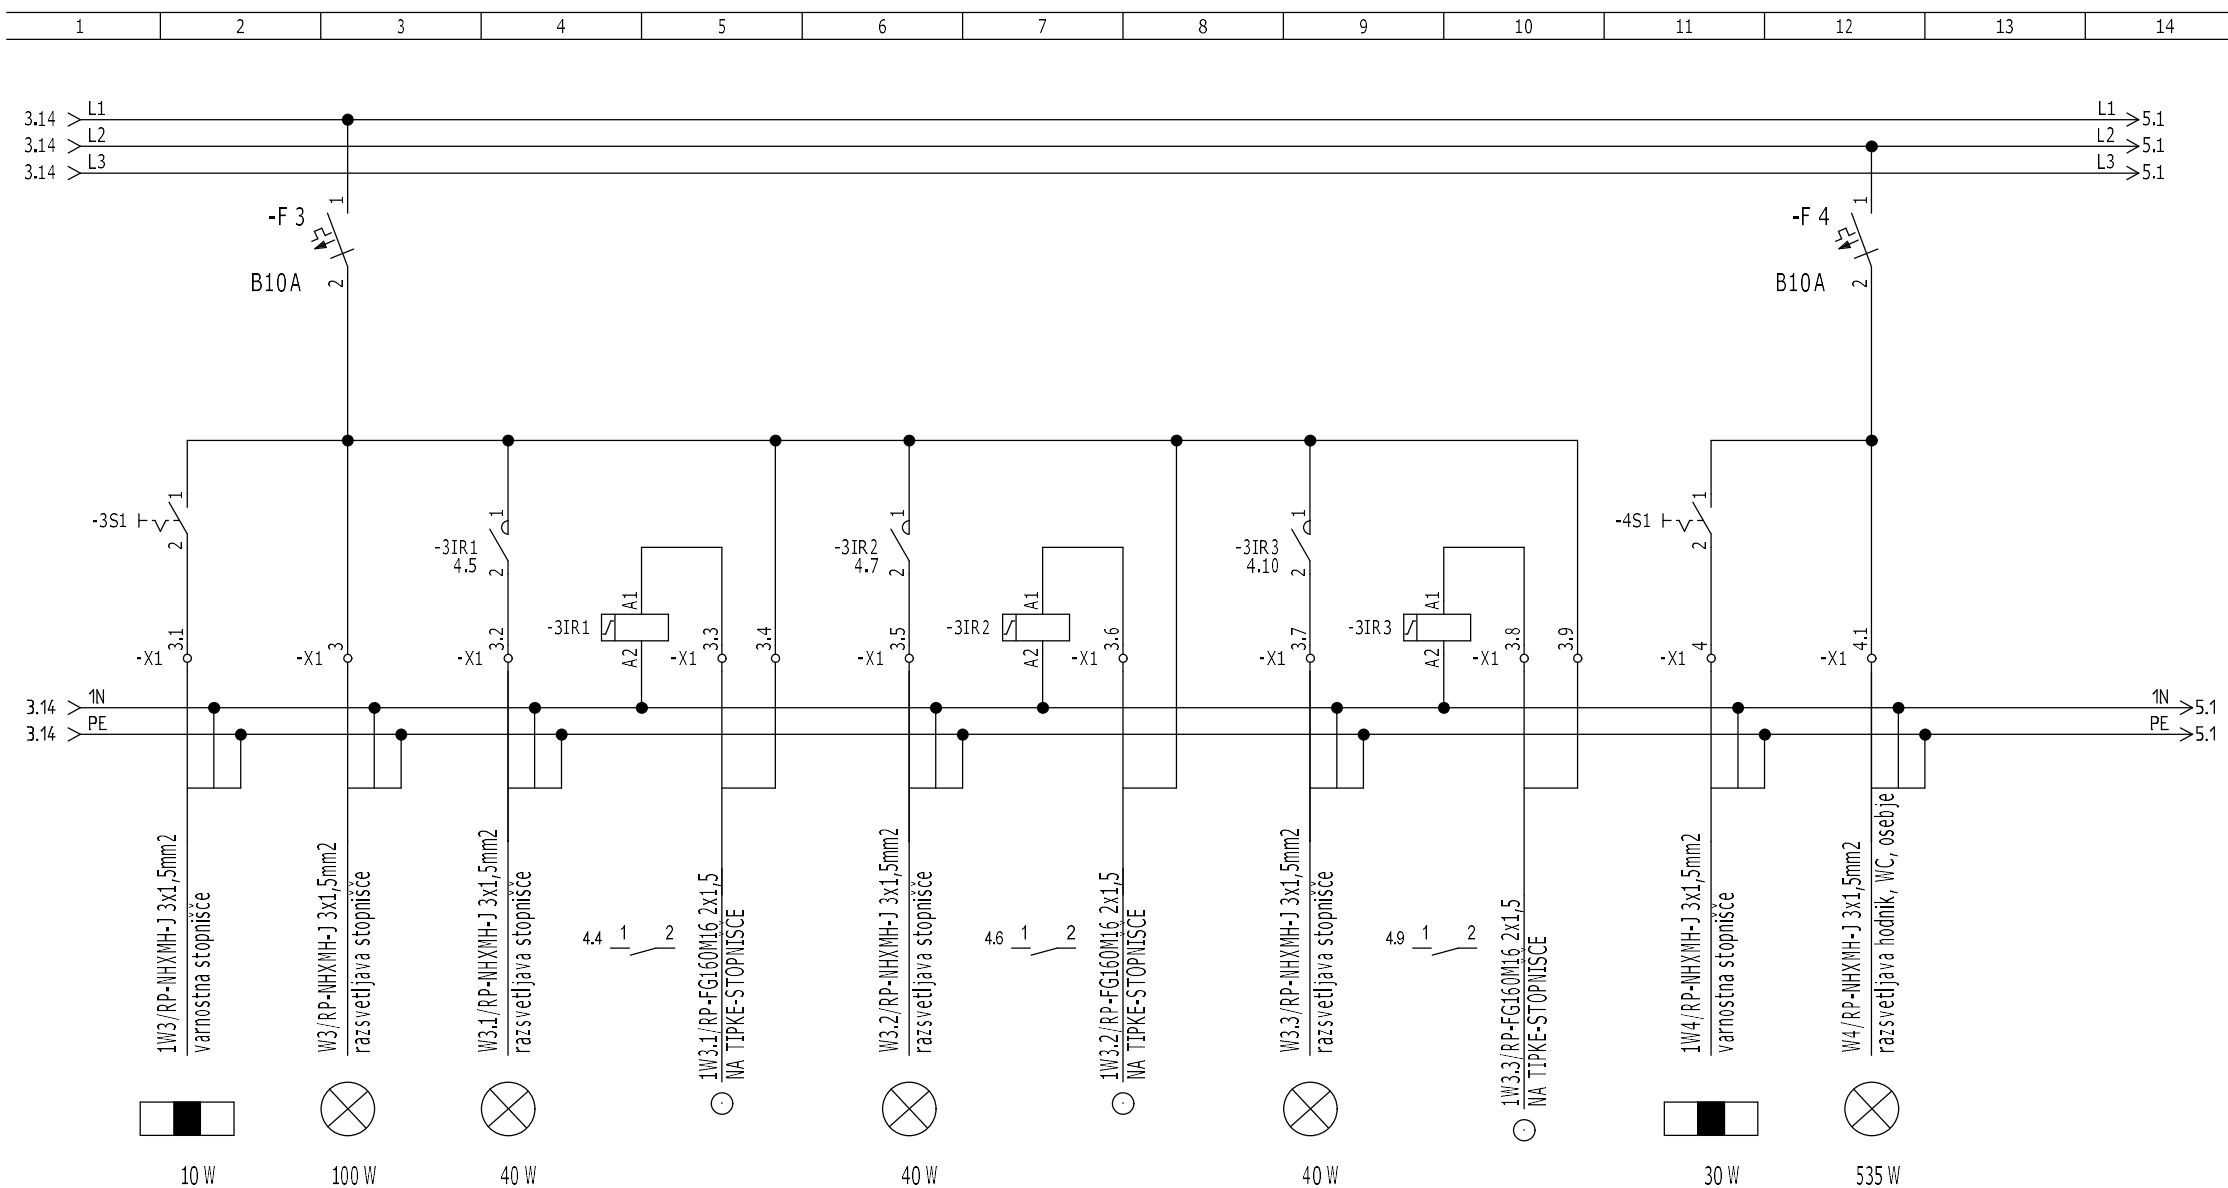 1 2 3 4 5 6 7 8 9 10 11 12 13 14
3.14 L1 L1 5.1
3.14 L2 L2 5.1
3.14 L3 L3 5.1
-F 3 1
B10A 2
-F 4 1
B10A 2
-3S1 1 2
-3IR1 1
4.5 2
-3IR2 1
4.7 2
-3IR3 1
4.10 2
-4S1 1 2
-3IR1 A1 A2
-3IR2 A1 A2
-3IR3 A1 A2
-X1 3.1
-X1 3
-X1 3.2
-X1 3.3 3.4
-X1 3.5
-X1 3.6
-X1 3.7
-X1 3.8 3.9
-X1 4
-X1 4.1
3.14 1N 1N 5.1
3.14 PE PE 5.1
1W3/RP-NHXMH-J 3x1,5mm2
varnostna stopnišce
W3/RP-NHXMH-J 3x1,5mm2
razsvetljava stopnišce
W3.1/RP-NHXMH-J 3x1,5mm2
razsvetljava stopnišče
4.4 1 2
1W3.1/RP-FG16OM16 2x1,5
NA TIPKE-STOPNIŠČE
W3.2/RP-NHXMH-J 3x1,5mm2
razsvetljava stopnišče
4.6 1 2
1W3.2/RP-FG16OM16 2x1,5
NA TIPKE-STOPNIŠČE
W3.3/RP-NHXMH-J 3x1,5mm2
razsvetljava stopnišče
4.9 1 2
1W3.3/RP-FG16OM16 2x1,5
NA TIPKE-STOPNIŠČE
1W4/RP-NHXMH-J 3x1,5mm2
varnostna stopnišče
W4/RP-NHXMH-J 3x1,5mm2
razsvetljava hodnik, WC, osebje
10 W
100 W
40 W
40 W
40 W
30 W
535 W